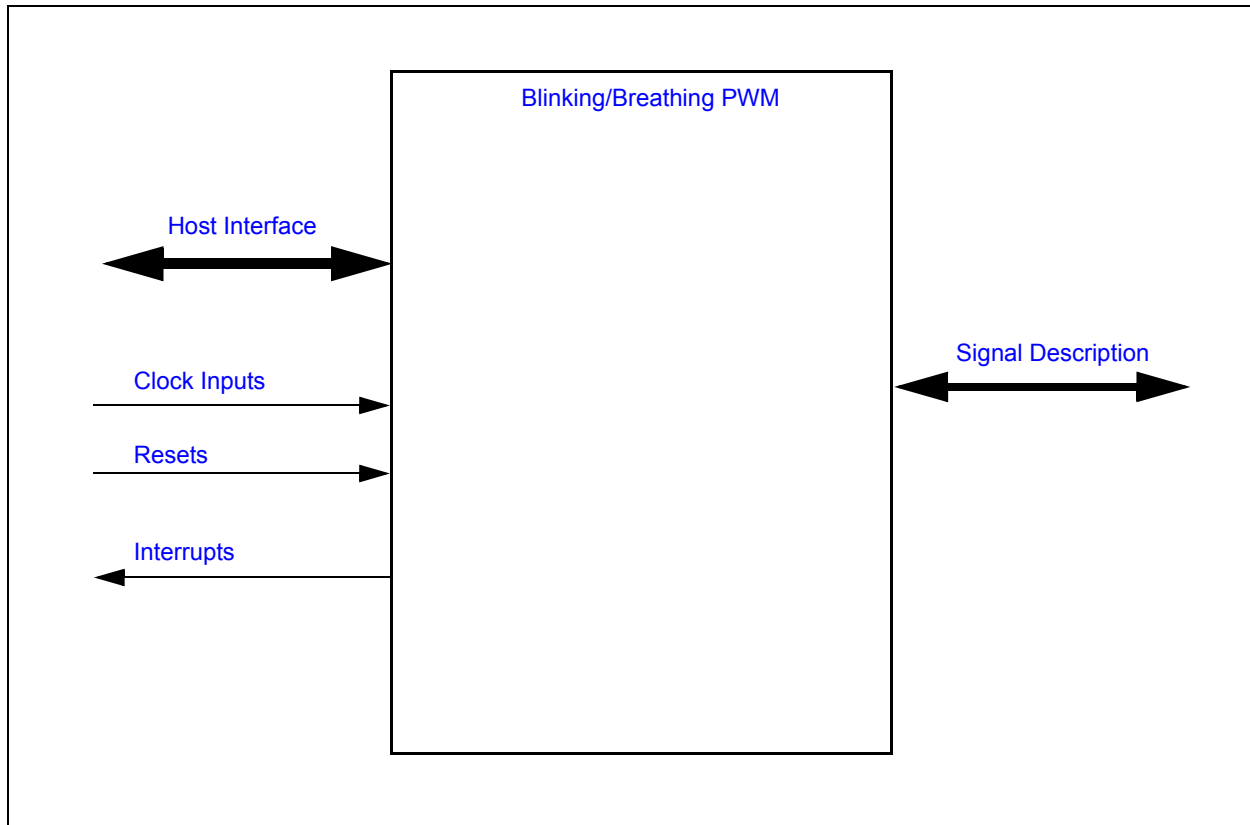 Blinking/Breathing PWM
Host Interface
Signal Description
Clock Inputs
Resets
Interrupts